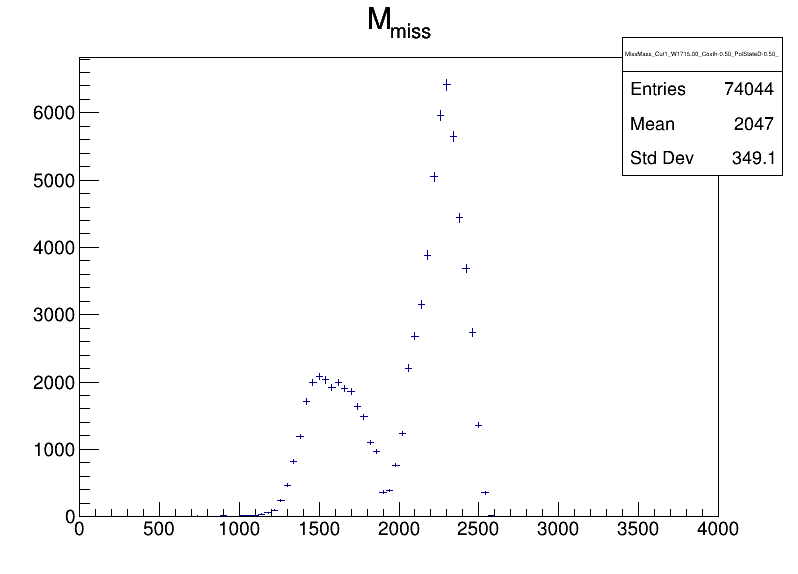 M_miss
MissMass_Cut1_W1715.00_Costh-0.50_PolStateD-0.50_
Entries 74044
Mean 2047
Std Dev 349.1
6000
5000
4000
3000
2000
1000
0
0 500 1000 1500 2000 2500 3000 3500 4000